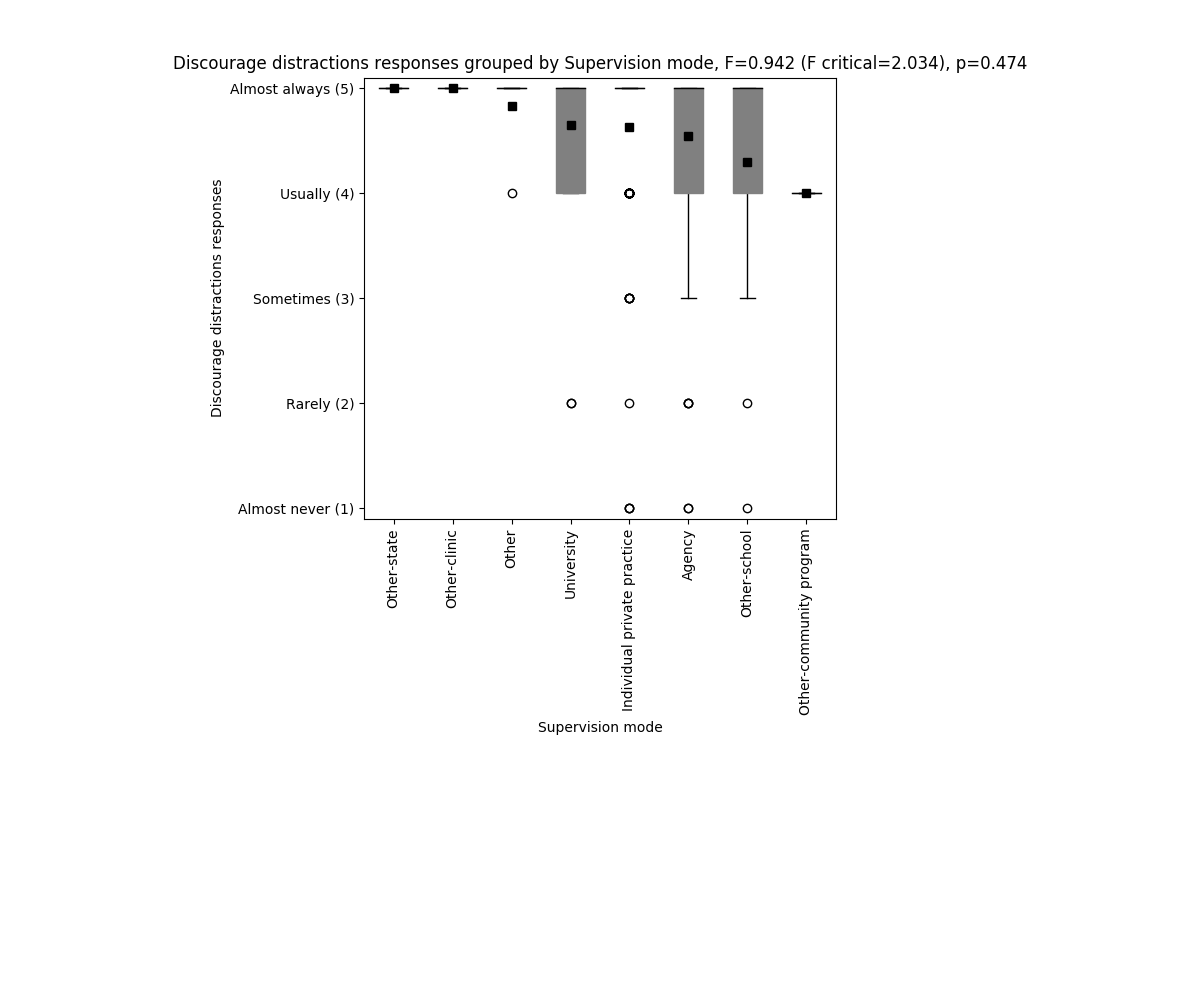 Discourage distractions responses grouped by Supervision mode, F=0.942 (F critical=2.034), p=0.474
Almost always (5)
Usually (4)
Sometimes (3)
Rarely (2)
Almost never (1)
Discourage distractions responses
Other-state
Other-clinic
Other
University
Individual private practice
Agency
Other-school
Other-community program
Supervision mode